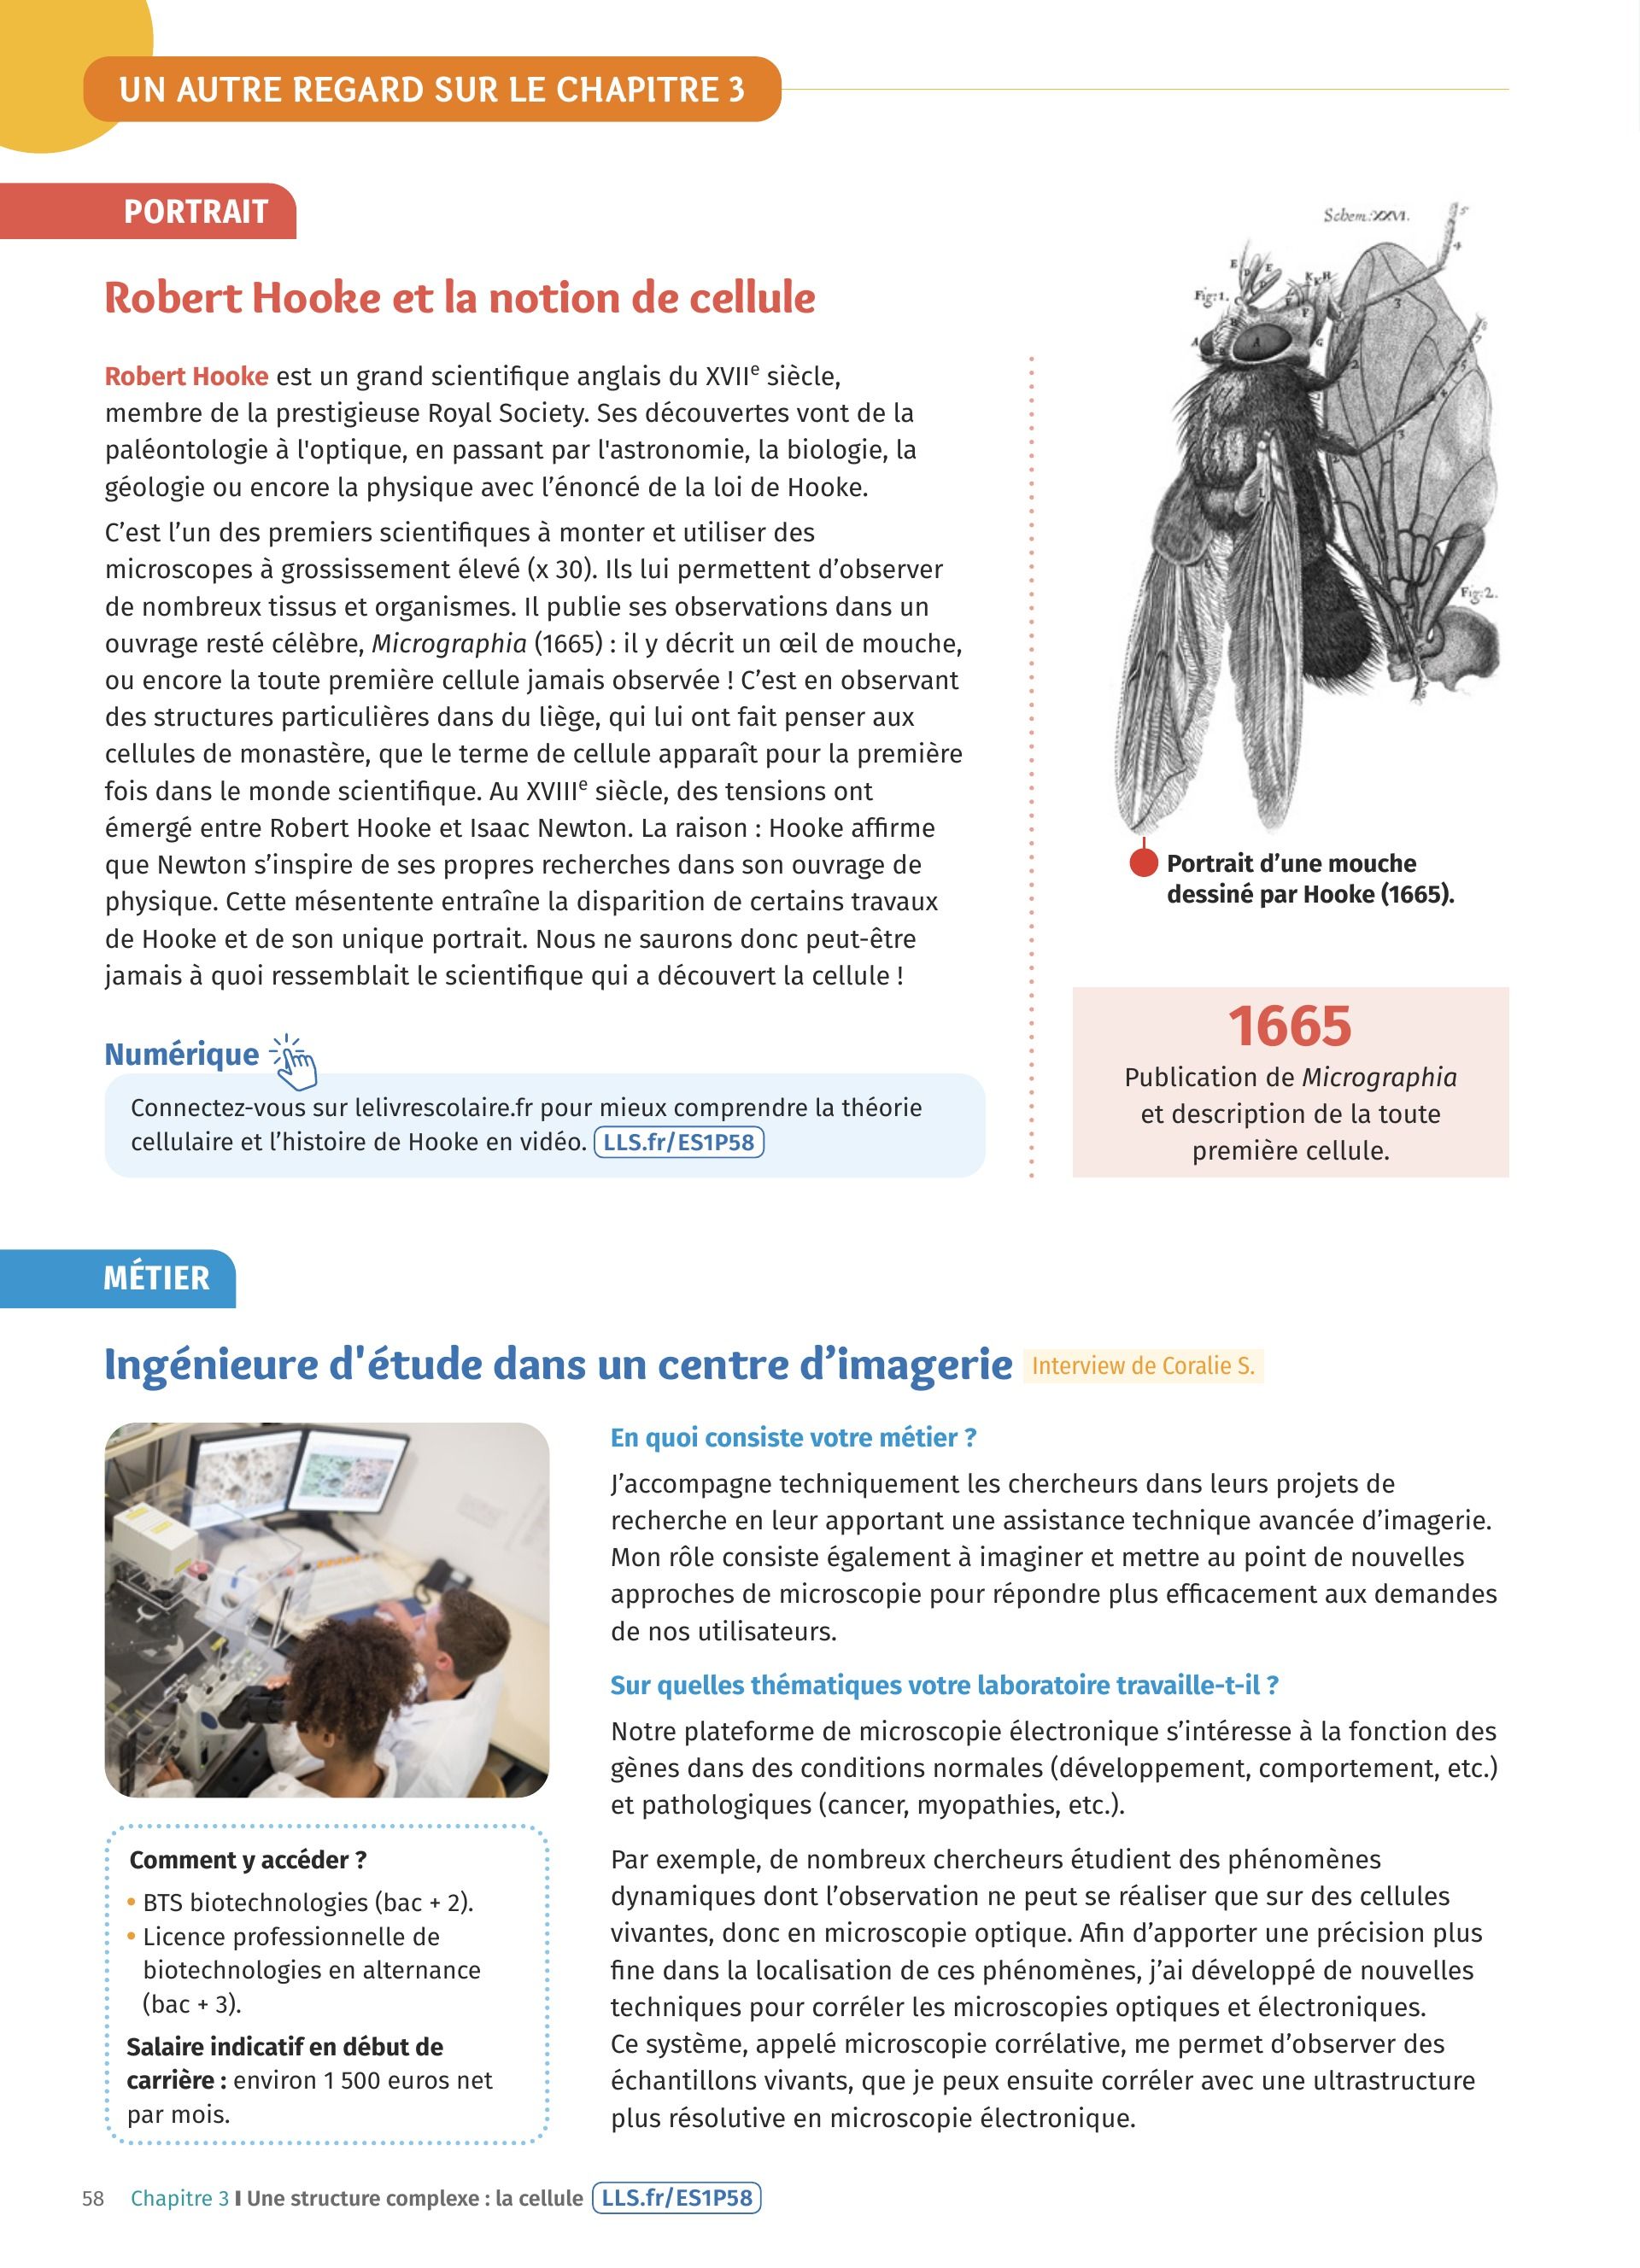 UN AUTRE REGARD SUR LE CHAPITRE 3
PORTRAIT
Robert Hooke et la notion de cellule
Robert Hooke est un grand scientifique anglais du XVIIe siècle,
membre de la prestigieuse Royal Society. Ses découvertes vont de la
paléontologie à l'optique, en passant par l'astronomie, la biologie, la
géologie ou encore la physique avec l’énoncé de la loi de Hooke.
C’est l’un des premiers scientifiques à monter et utiliser des
microscopes à grossissement élevé (x 30). Ils lui permettent d’observer
de nombreux tissus et organismes. Il publie ses observations dans un
ouvrage resté célèbre, Micrographia (1665) : il y décrit un œil de mouche,
ou encore la toute première cellule jamais observée ! C’est en observant
des structures particulières dans du liège, qui lui ont fait penser aux
cellules de monastère, que le terme de cellule apparaît pour la première
fois dans le monde scientifique. Au XVIIIe siècle, des tensions ont
émergé entre Robert Hooke et Isaac Newton. La raison : Hooke affirme
que Newton s’inspire de ses propres recherches dans son ouvrage de
physique. Cette mésentente entraîne la disparition de certains travaux
de Hooke et de son unique portrait. Nous ne saurons donc peut-être
jamais à quoi ressemblait le scientifique qui a découvert la cellule !
Numérique
Connectez-vous sur lelivrescolaire.fr pour mieux comprendre la théorie
cellulaire et l’histoire de Hooke en vidéo. LLS.fr/ES1P58
Schem:XXVI.
Fig:1.
Fig:2.
Portrait d’une mouche
dessiné par Hooke (1665).
1665
Publication de Micrographia
et description de la toute
première cellule.
MÉTIER
Ingénieure d'étude dans un centre d’imagerie Interview de Coralie S.
En quoi consiste votre métier ?
J’accompagne techniquement les chercheurs dans leurs projets de
recherche en leur apportant une assistance technique avancée d’imagerie.
Mon rôle consiste également à imaginer et mettre au point de nouvelles
approches de microscopie pour répondre plus efficacement aux demandes
de nos utilisateurs.
Sur quelles thématiques votre laboratoire travaille-t-il ?
Notre plateforme de microscopie électronique s’intéresse à la fonction des
gènes dans des conditions normales (développement, comportement, etc.)
et pathologiques (cancer, myopathies, etc.).
Par exemple, de nombreux chercheurs étudient des phénomènes
dynamiques dont l’observation ne peut se réaliser que sur des cellules
vivantes, donc en microscopie optique. Afin d’apporter une précision plus
fine dans la localisation de ces phénomènes, j’ai développé de nouvelles
techniques pour corréler les microscopies optiques et électroniques.
Ce système, appelé microscopie corrélative, me permet d’observer des
échantillons vivants, que je peux ensuite corréler avec une ultrastructure
plus résolutive en microscopie électronique.
Comment y accéder ?
• BTS biotechnologies (bac + 2).
• Licence professionnelle de
biotechnologies en alternance
(bac + 3).
Salaire indicatif en début de
carrière : environ 1 500 euros net
par mois.
58 Chapitre 3 I Une structure complexe : la cellule LLS.fr/ES1P58